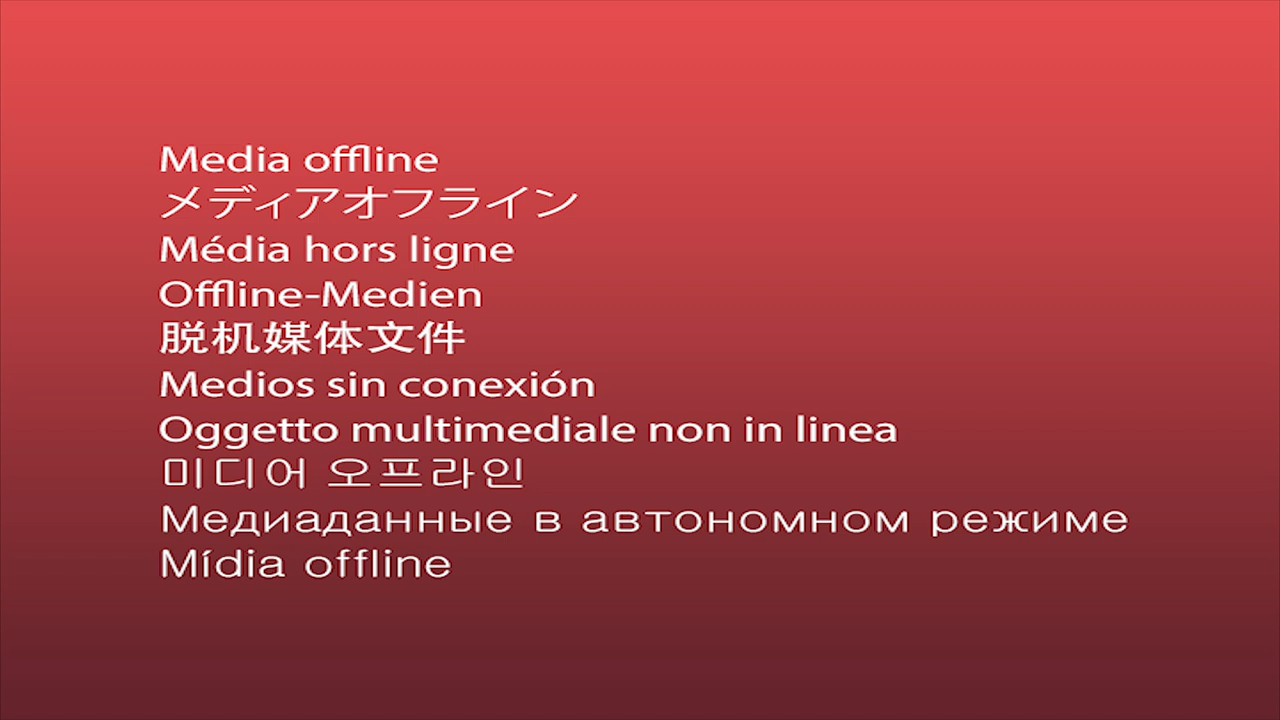 Media offline
メディアオフライン
Média hors ligne
Offline-Medien
脱机媒体文件
Medios sin conexión
Oggetto multimediale non in linea
미디어 오프라인
Медиаданные в автономном режиме
Mídia offline